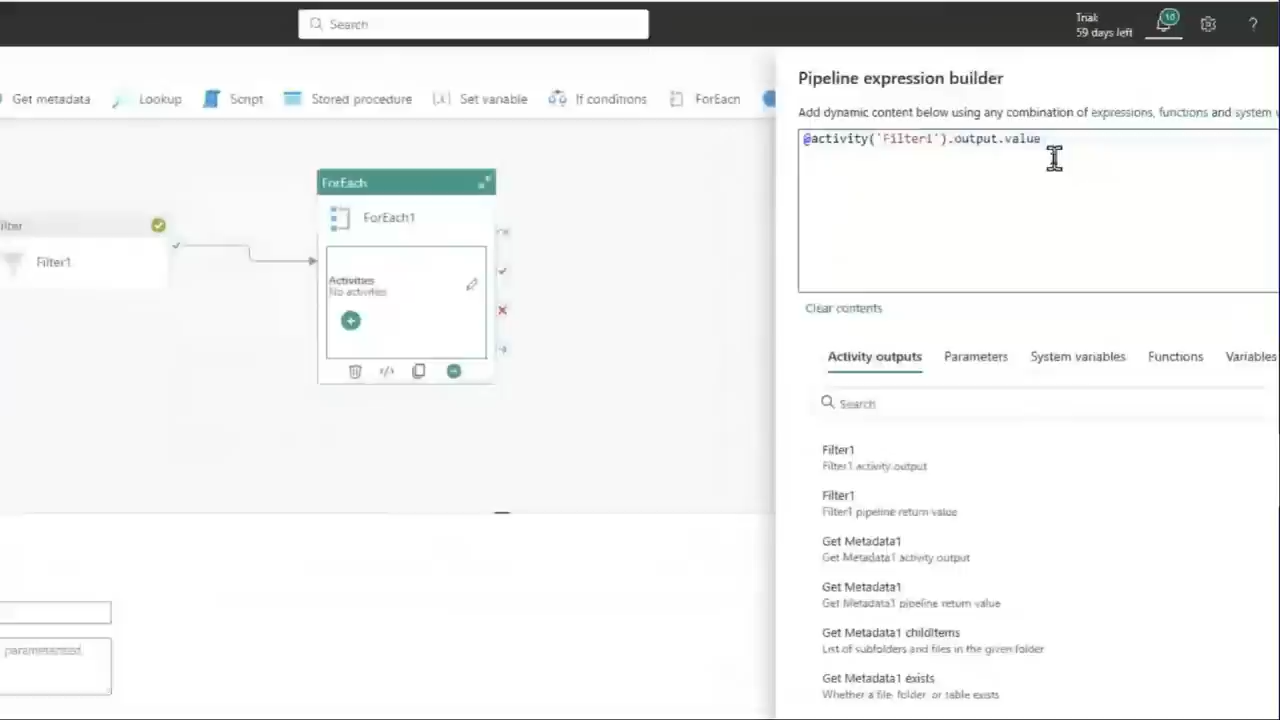 Search
Trial:
59 days left
10
?
Get metadata
Lookup
Script
Stored procedure
Set variable
If conditions
ForEach
Pipeline expression builder
Add dynamic content below using any combination of expressions, functions and system
@activity('Filter1').output.value
ForEach
ForEach1
Filter1
Activities
No activities
Clear contents
Activity outputs
Parameters
System variables
Functions
Variables
Search
Filter1
Filter1 activity output
Filter1
Filter1 pipeline return value
Get Metadata1
Get Metadata1 activity output
Get Metadata1
Get Metadata1 pipeline return value
Get Metadata1 childItems
List of subfolders and files in the given folder
Get Metadata1 exists
Whether a file, folder, or table exists